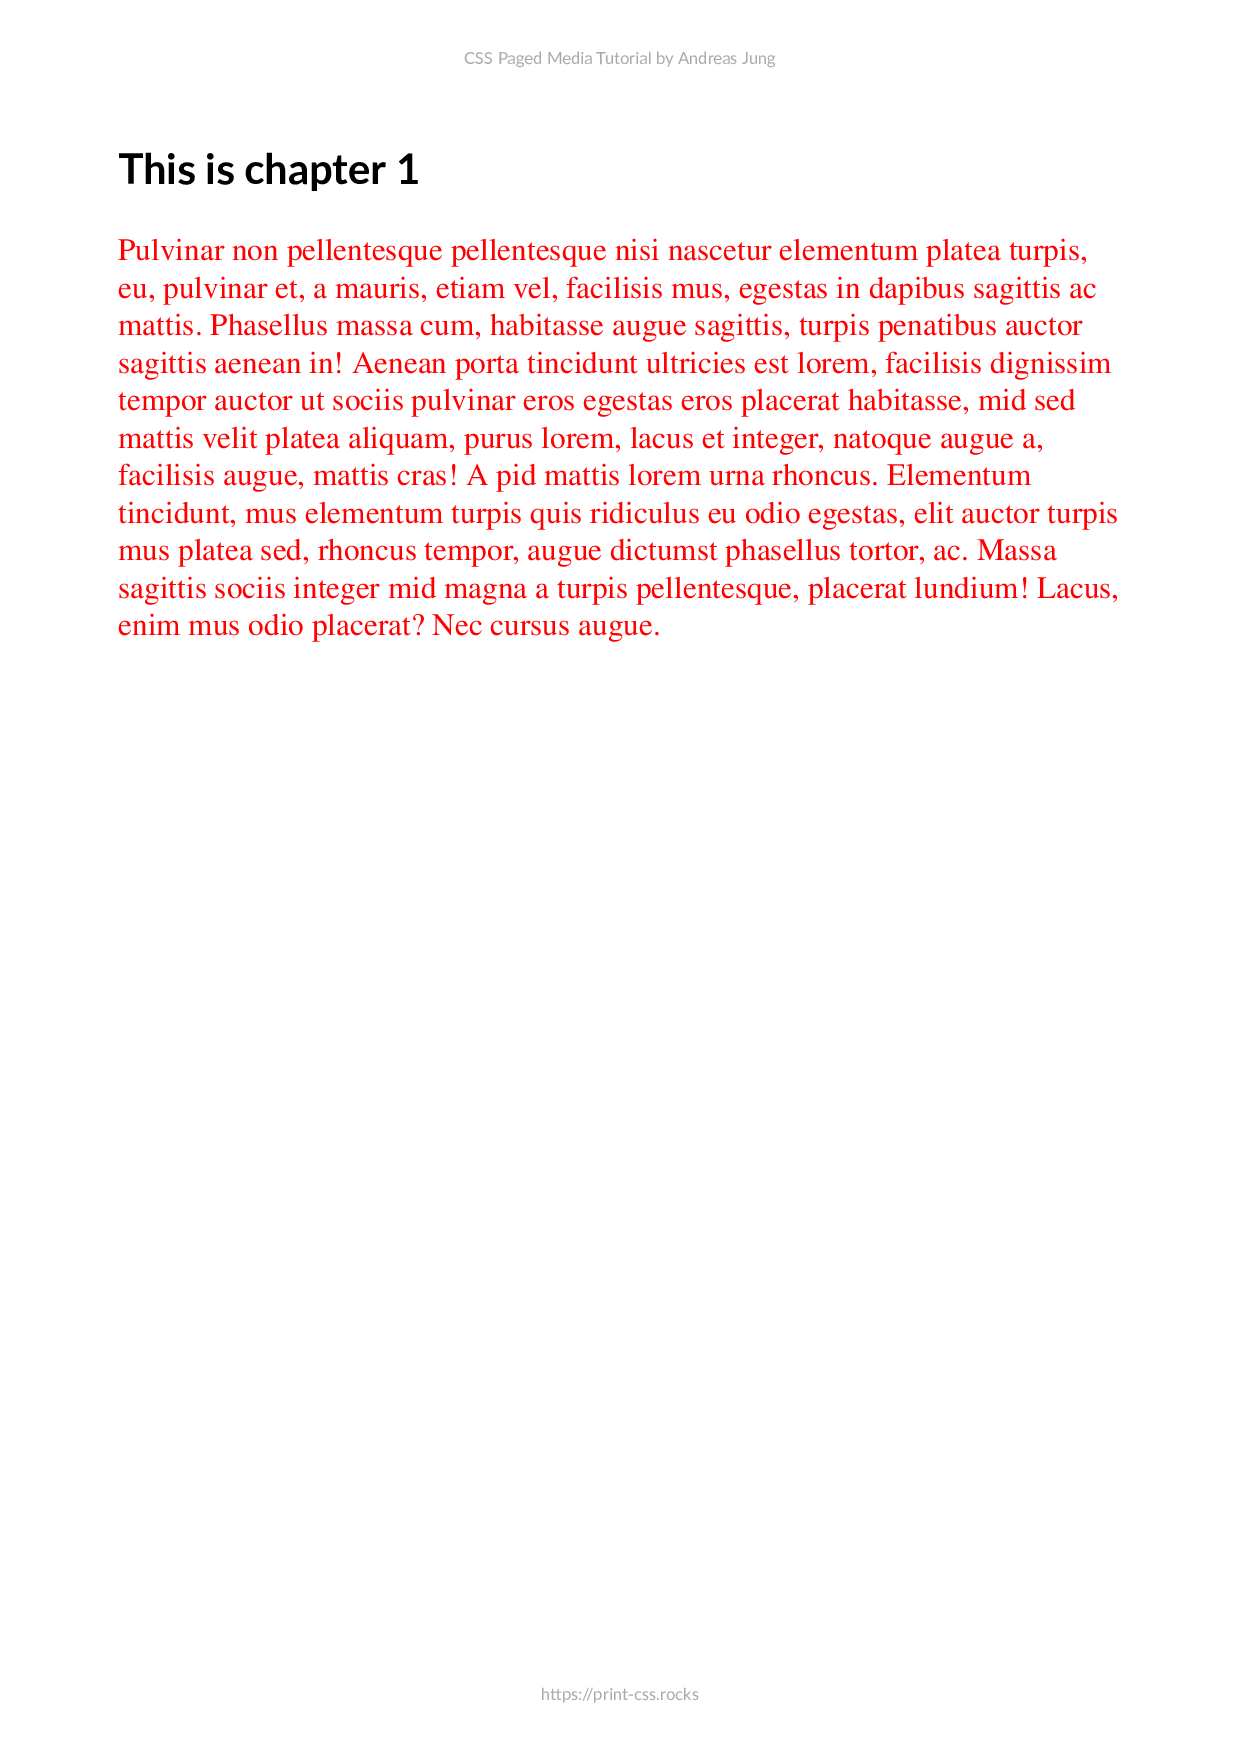 CSS Paged Media Tutorial by Andreas Jung
This is chapter 1
Pulvinar non pellentesque pellentesque nisi nascetur elementum platea turpis,
eu, pulvinar et, a mauris, etiam vel, facilisis mus, egestas in dapibus sagittis ac
mattis. Phasellus massa cum, habitasse augue sagittis, turpis penatibus auctor
sagittis aenean in! Aenean porta tincidunt ultricies est lorem, facilisis dignissim
tempor auctor ut sociis pulvinar eros egestas eros placerat habitasse, mid sed
mattis velit platea aliquam, purus lorem, lacus et integer, natoque augue a,
facilisis augue, mattis cras! A pid mattis lorem urna rhoncus. Elementum
tincidunt, mus elementum turpis quis ridiculus eu odio egestas, elit auctor turpis
mus platea sed, rhoncus tempor, augue dictumst phasellus tortor, ac. Massa
sagittis sociis integer mid magna a turpis pellentesque, placerat lundium! Lacus,
enim mus odio placerat? Nec cursus augue.
https://print-css.rocks